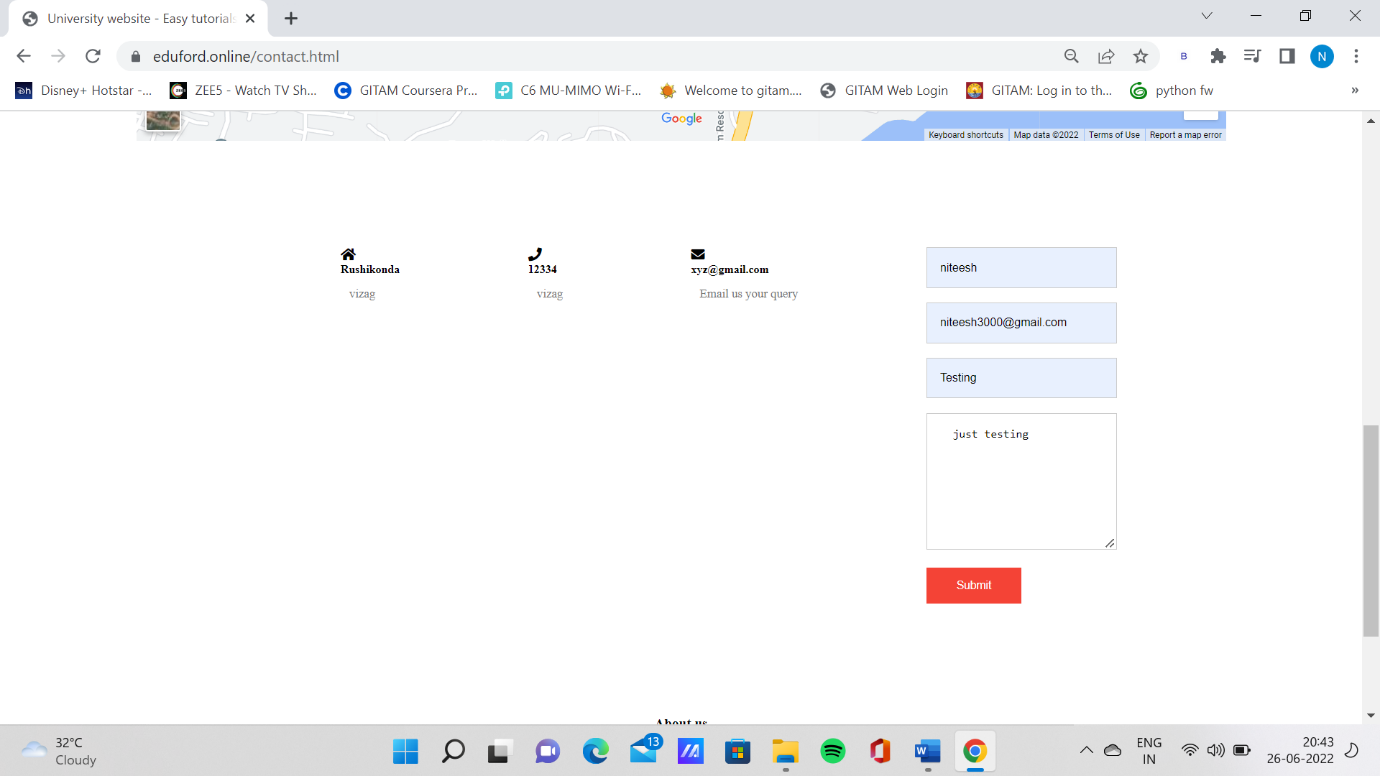 University website - Easy tutorials
eduford.online/contact.html
B
N
Disney+ Hotstar -... ZEE5 - Watch TV Sh... GITAM Coursera Pr... C6 MU-MIMO Wi-F... Welcome to gitam.... GITAM Web Login GITAM: Log in to th... python fw »
Google
Keyboard shortcuts Map data ©2022 Terms of Use Report a map error
Rushikonda
vizag
12334
vizag
xyz@gmail.com
Email us your query
niteesh
niteesh3000@gmail.com
Testing
just testing
Submit
About us
32°C
Cloudy
13
W
ENG
IN
20:43
26-06-2022